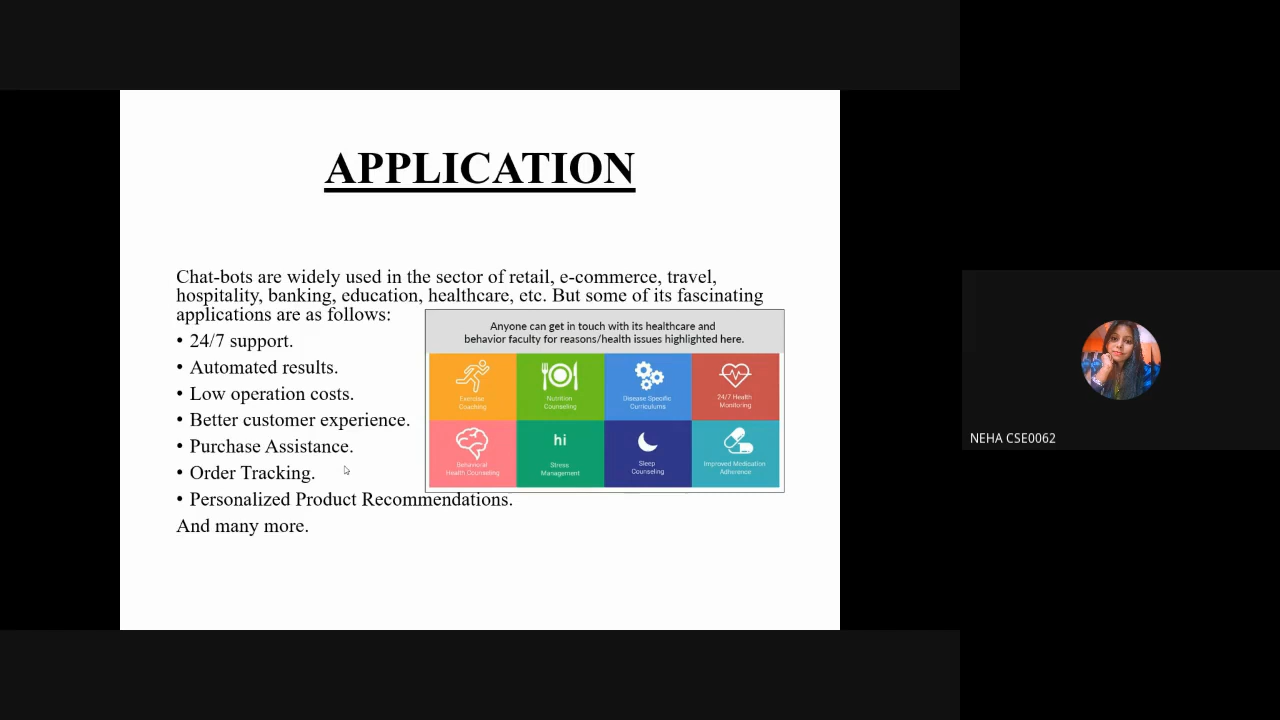 APPLICATION
Chat-bots are widely used in the sector of retail, e-commerce, travel,
hospitality, banking, education, healthcare, etc. But some of its fascinating
applications are as follows:
• 24/7 support.
• Automated results.
• Low operation costs.
• Better customer experience.
• Purchase Assistance.
• Order Tracking.
• Personalized Product Recommendations.
And many more.
Anyone can get in touch with its healthcare and
behavior faculty for reasons/health issues highlighted here.
Exercise
Coaching
Nutrition
Counseling
Disease Specific
Curriculums
24/7 Health
Monitoring
Behavioral
Health Counseling
hi
Stress
Management
Sleep
Counseling
Improved Medication
Adherence
NEHA CSE0062